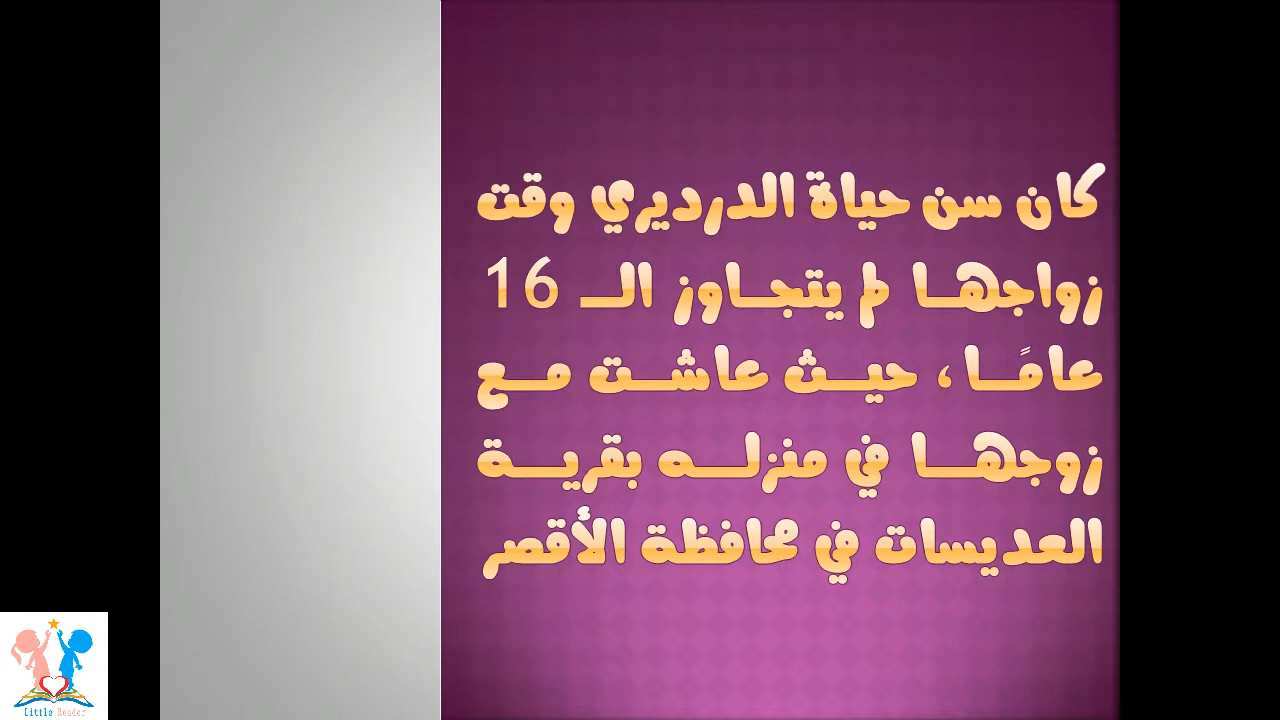 كان سن حياة الدرديري وقت
زواجها لم يتجاوز الـ 16
عامًا، حيث عاشت مع
زوجها في منزله بقرية
العديسات في محافظة الأقصر
Little Reader